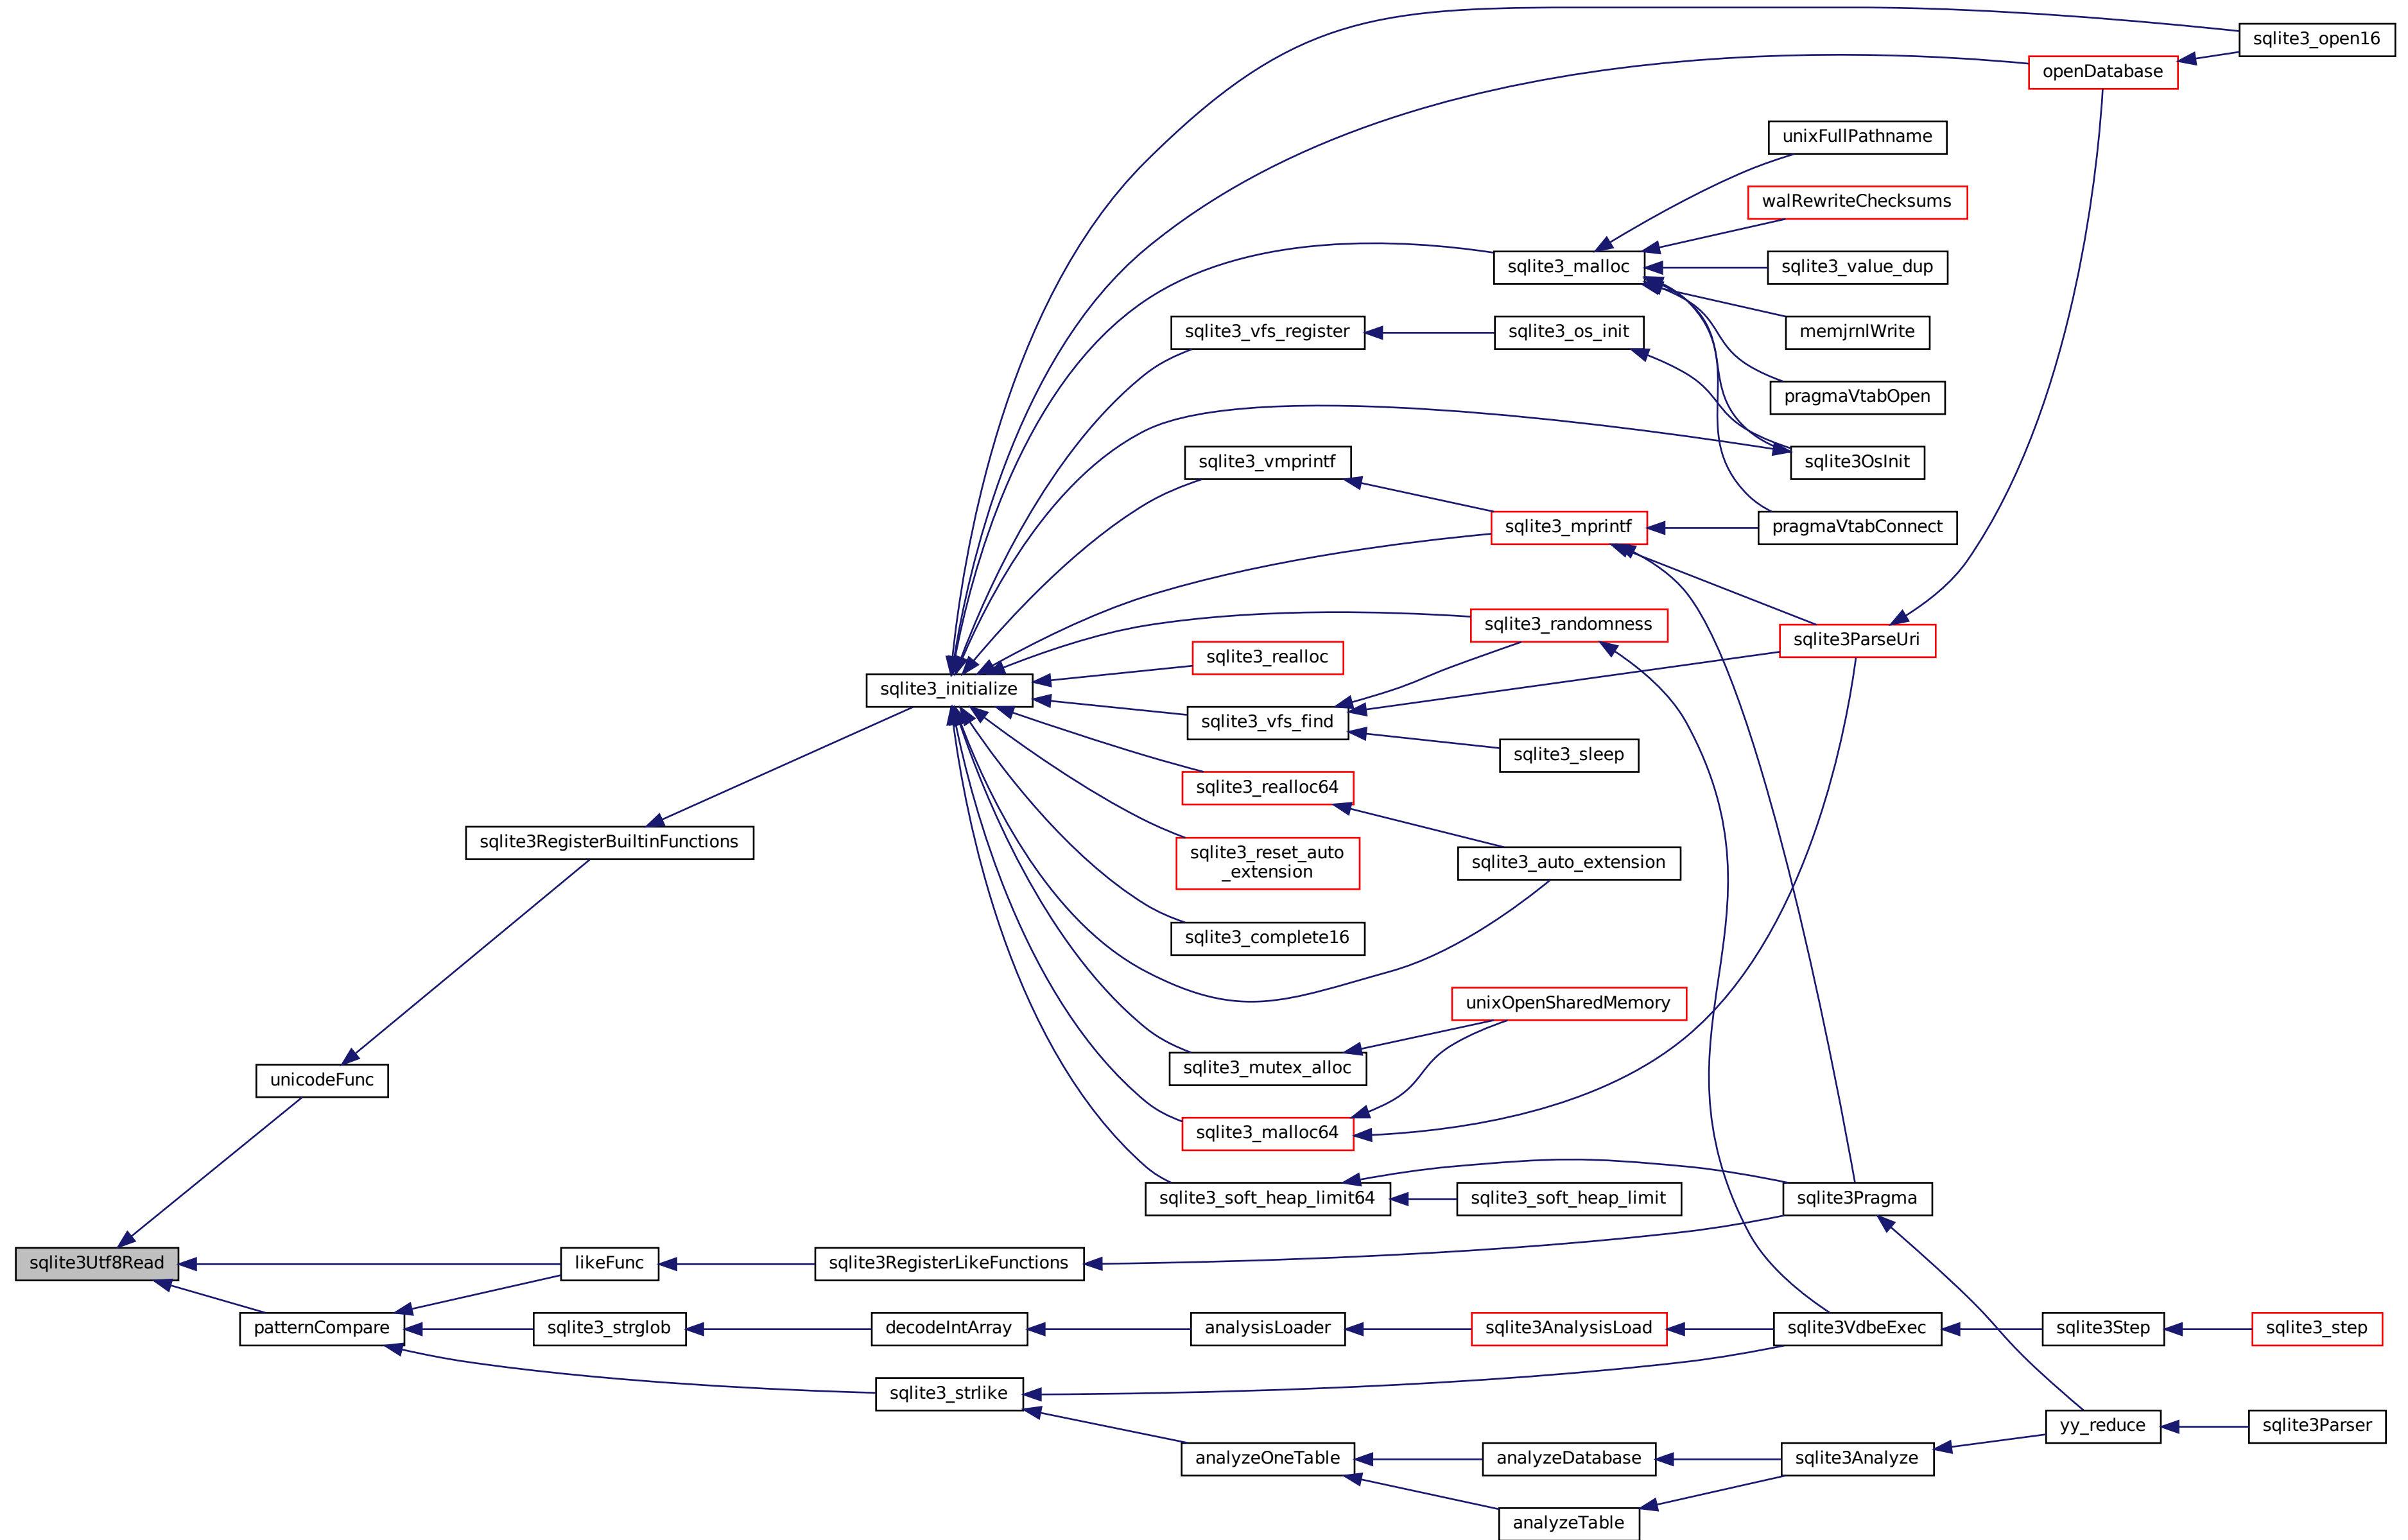 sqlite3_open16
openDatabase
unixFullPathname
walRewriteChecksums
sqlite3_malloc
sqlite3_value_dup
sqlite3_vfs_register
sqlite3_os_init
memjrnlWrite
pragmaVtabOpen
sqlite3_vmprintf
sqlite3OsInit
sqlite3_mprintf
pragmaVtabConnect
sqlite3_randomness
sqlite3ParseUri
sqlite3_realloc
sqlite3_initialize
sqlite3_vfs_find
sqlite3_sleep
sqlite3_realloc64
sqlite3RegisterBuiltinFunctions
sqlite3_reset_auto
_extension
sqlite3_auto_extension
sqlite3_complete16
unixOpenSharedMemory
unicodeFunc
sqlite3_mutex_alloc
sqlite3_malloc64
sqlite3_soft_heap_limit64
sqlite3_soft_heap_limit
sqlite3Pragma
sqlite3Utf8Read
likeFunc
sqlite3RegisterLikeFunctions
patternCompare
sqlite3_strglob
decodeIntArray
analysisLoader
sqlite3AnalysisLoad
sqlite3VdbeExec
sqlite3Step
sqlite3_step
sqlite3_strlike
yy_reduce
sqlite3Parser
analyzeOneTable
analyzeDatabase
sqlite3Analyze
analyzeTable